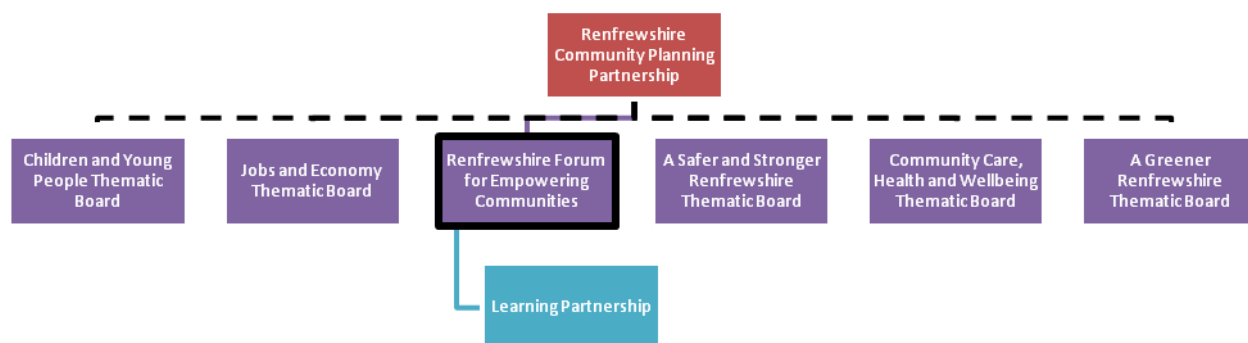 Renfrewshire
Community Planning
Partnership
Children and Young
People Thematic
Board
Jobs and Economy
Thematic Board
Renfrewshire Forum
for Empowering
Communities
A Safer and Stronger
Renfrewshire
Thematic Board
Community Care,
Health and Wellbeing
Thematic Board
A Greener
Renfrewshire
Thematic Board
Learning Partnership